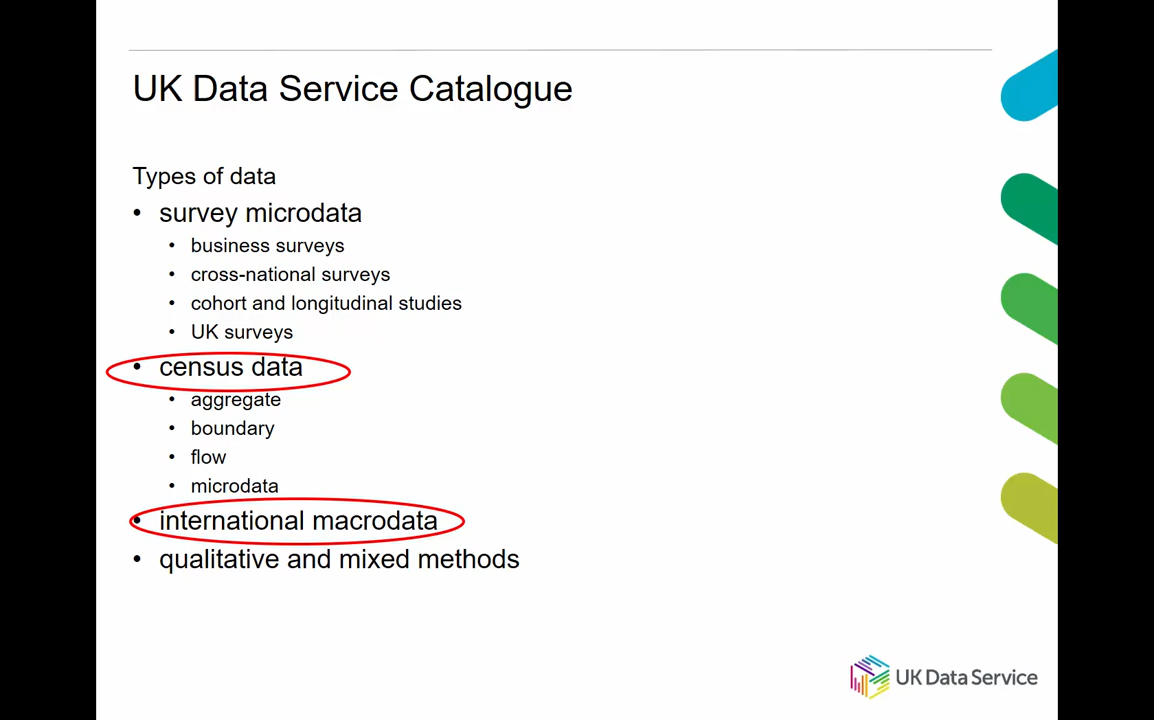 UK Data Service Catalogue
Types of data
• survey microdata
• business surveys
• cross-national surveys
• cohort and longitudinal studies
• UK surveys
• census data
• aggregate
• boundary
• flow
• microdata
• international macrodata
• qualitative and mixed methods
UK Data Service